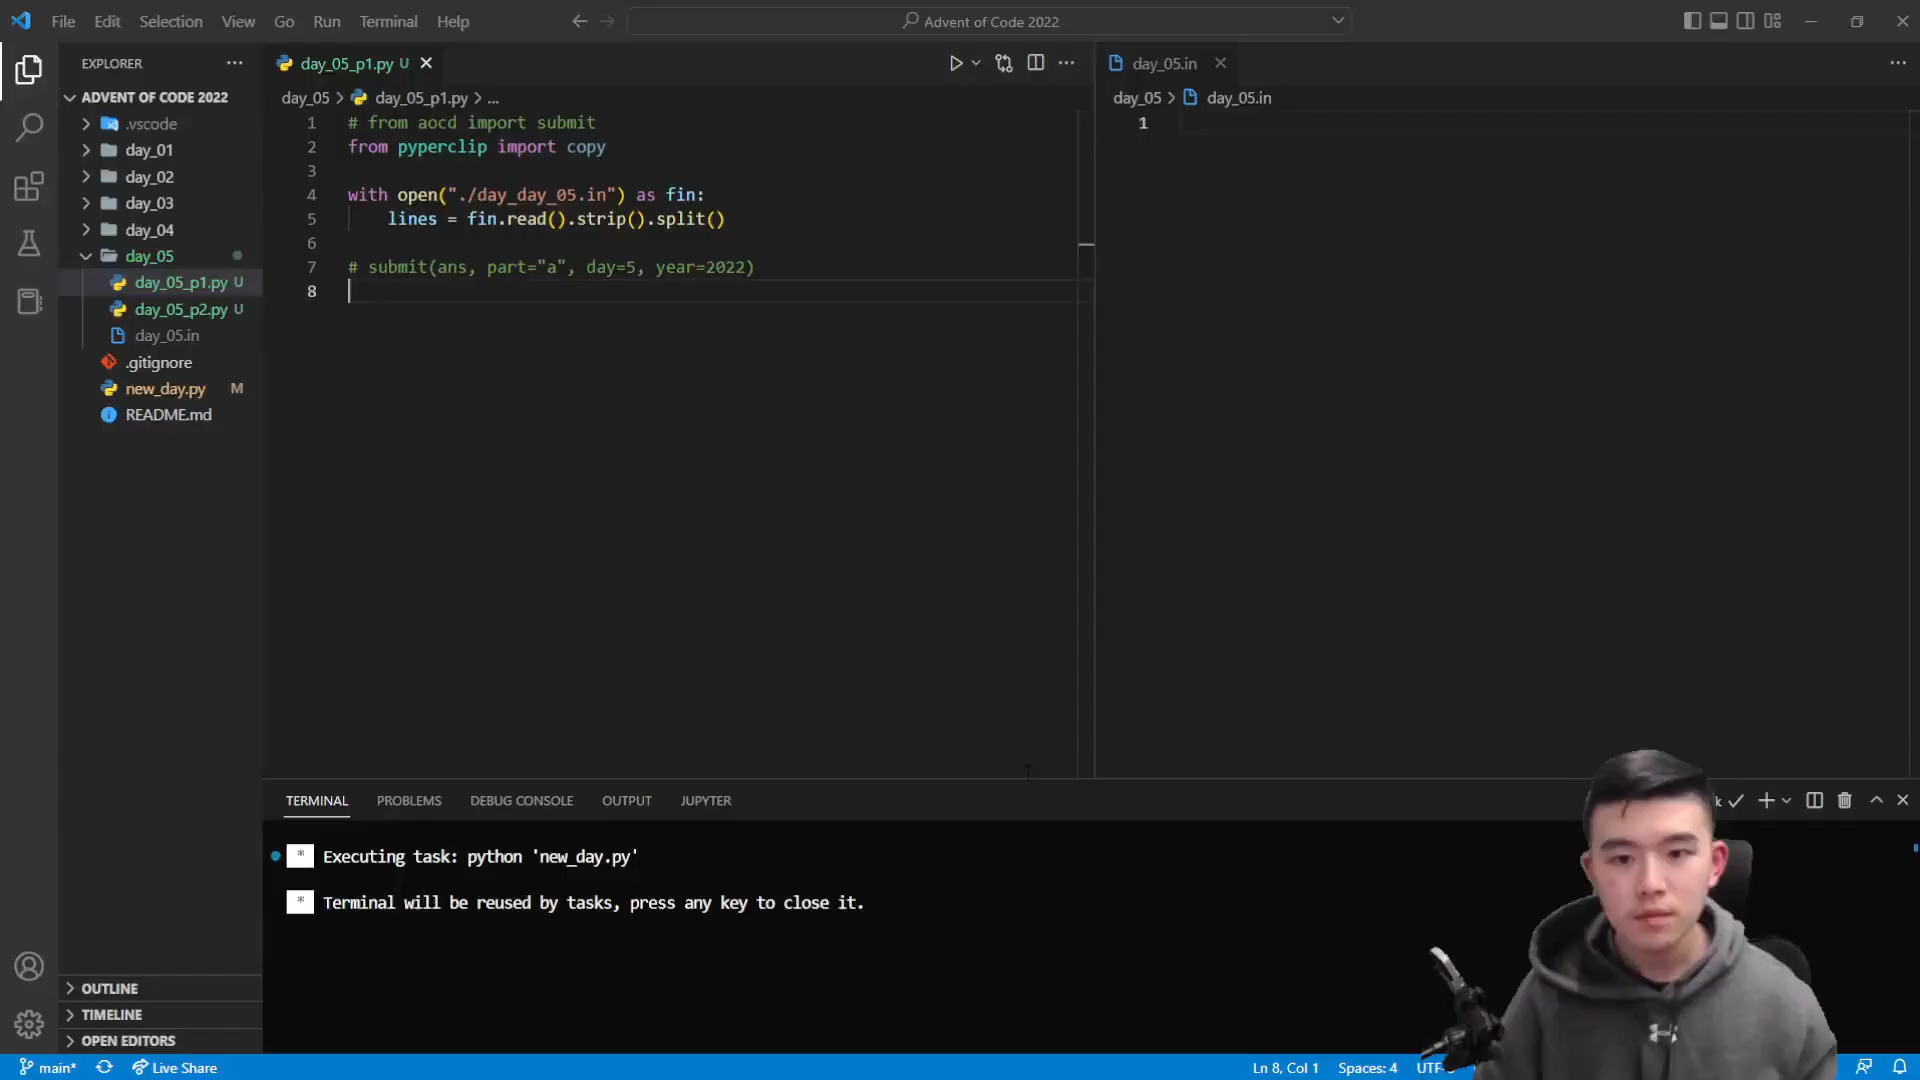 File Edit Selection View Go Run Terminal Help
Advent of Code 2022
EXPLORER
ADVENT OF CODE 2022
.vscode
day_01
day_02
day_03
day_04
day_05
day_05_p1.py U
day_05_p2.py U
day_05.in
.gitignore
new_day.py M
README.md
OUTLINE
TIMELINE
OPEN EDITORS
day_05_p1.py U
day_05 > day_05_p1.py > ...
1 # from aocd import submit
2 from pyperclip import copy
3
4 with open("./day_day_05.in") as fin:
5 lines = fin.read().strip().split()
6
7 # submit(ans, part="a", day=5, year=2022)
8
day_05.in
day_05 > day_05.in
1
TERMINAL PROBLEMS DEBUG CONSOLE OUTPUT JUPYTER
* Executing task: python 'new_day.py'
* Terminal will be reused by tasks, press any key to close it.
main* Live Share
Ln 8, Col 1 Spaces: 4